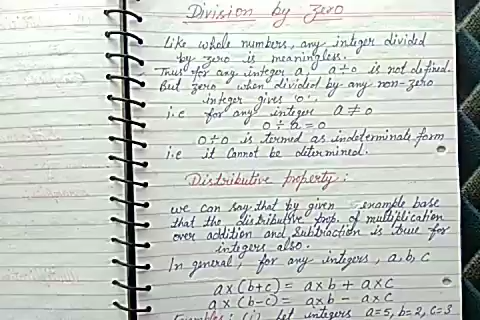 Division by zero
Like whole numbers, any integer divided
by zero is meaningless.
Thus for any integer a, a÷0 is not defined.
But zero when divided by any non-zero
integer gives '0'.
i.e for any integer a≠0
0÷a=0
0÷0 is termed as indeterminate form
i.e it Cannot be determined.
Distributive property:
we can say that by given example base
that the distributive prop. of multiplication
over addition and Subtraction is true for
integers also.
In general, for any integers, a, b, c
a×(b+c) = a×b + a×c
a×(b-c) = a×b - a×c
Examples: (i) let integers a=5, b=2, c=3